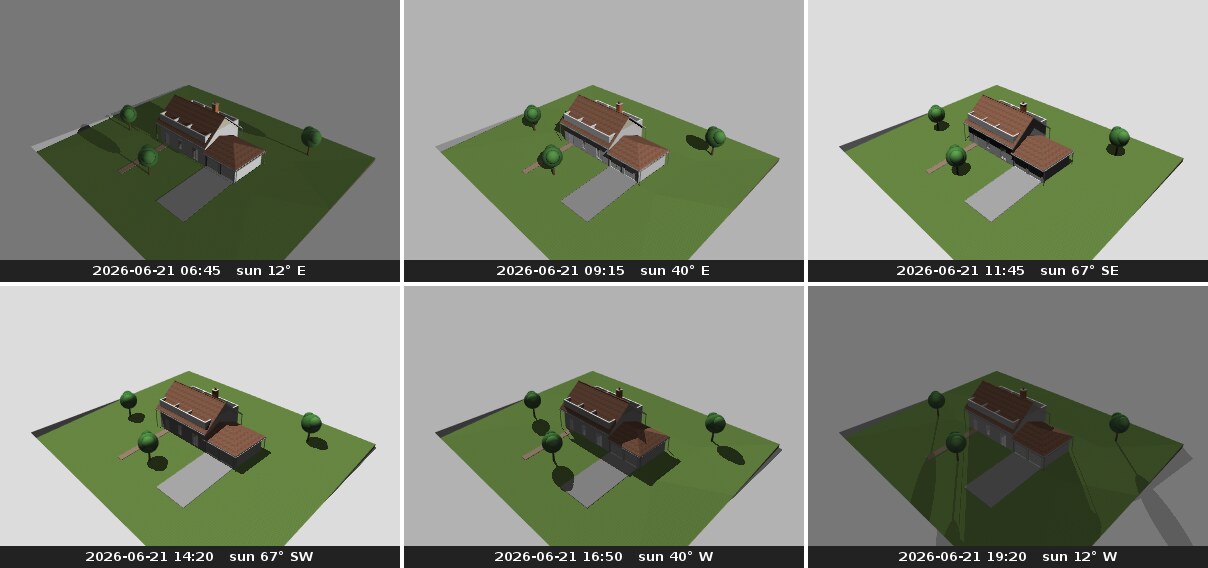 2026-06-21 06:45 sun 12° E
2026-06-21 09:15 sun 40° E
2026-06-21 11:45 sun 67° SE
2026-06-21 14:20 sun 67° SW
2026-06-21 16:50 sun 40° W
2026-06-21 19:20 sun 12° W